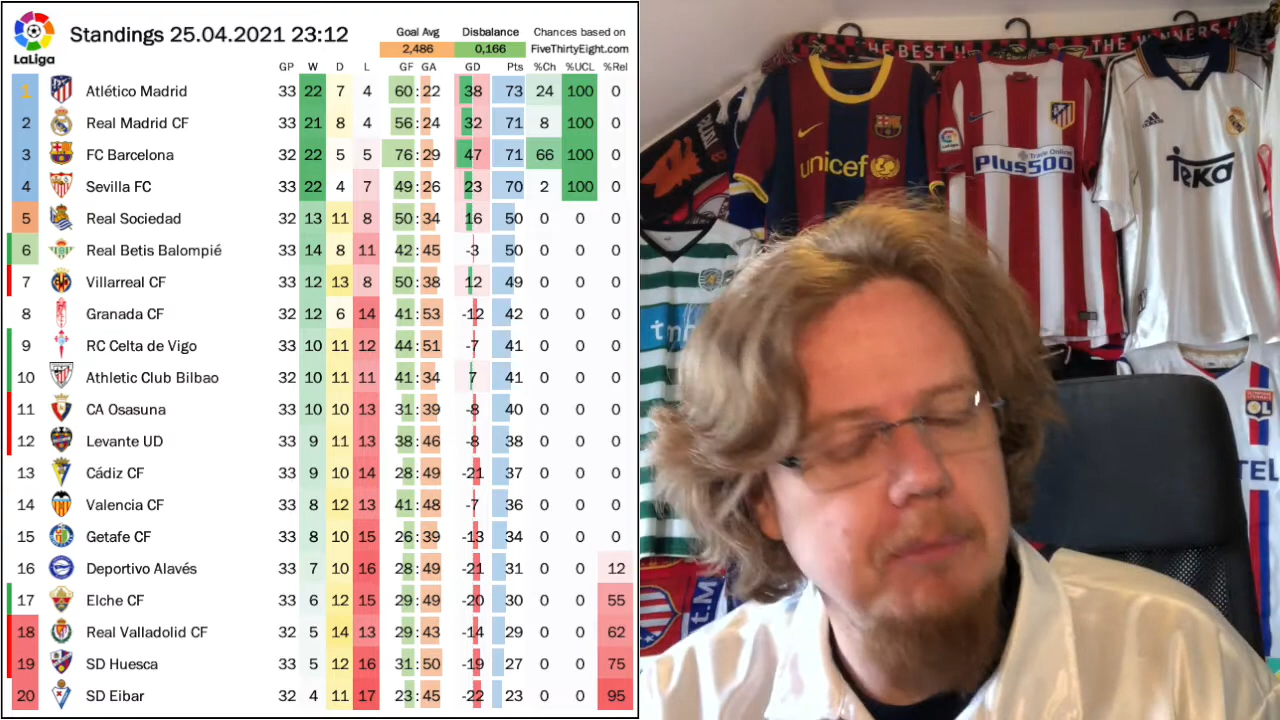 LaLiga
Standings 25.04.2021 23:12
Goal Avg Disbalance Chances based on
2,486 0,166 FiveThirtyEight.com
GP W D L GF GA GD Pts %Ch %UCL %Rel
1 Atlético Madrid 33 22 7 4 60:22 38 73 24 100 0
2 Real Madrid CF 33 21 8 4 56:24 32 71 8 100 0
3 FC Barcelona 32 22 5 5 76:29 47 71 66 100 0
4 Sevilla FC 33 22 4 7 49:26 23 70 2 100 0
5 Real Sociedad 32 13 11 8 50:34 16 50 0 0 0
6 Real Betis Balompié 33 14 8 11 42:45 -3 50 0 0 0
7 Villarreal CF 33 12 13 8 50:38 12 49 0 0 0
8 Granada CF 32 12 6 14 41:53 -12 42 0 0 0
9 RC Celta de Vigo 33 10 11 12 44:51 -7 41 0 0 0
10 Athletic Club Bilbao 32 10 11 11 41:34 7 41 0 0 0
11 CA Osasuna 33 10 10 13 31:39 -8 40 0 0 0
12 Levante UD 33 9 11 13 38:46 -8 38 0 0 0
13 Cádiz CF 33 9 10 14 28:49 -21 37 0 0 0
14 Valencia CF 33 8 12 13 41:48 -7 36 0 0 0
15 Getafe CF 33 8 10 15 26:39 -13 34 0 0 0
16 Deportivo Alavés 33 7 10 16 28:49 -21 31 0 0 12
17 Elche CF 33 6 12 15 29:49 -20 30 0 0 55
18 Real Valladolid CF 32 5 14 13 29:43 -14 29 0 0 62
19 SD Huesca 33 5 12 16 31:50 -19 27 0 0 75
20 SD Eibar 32 4 11 17 23:45 -22 23 0 0 95
HE BEST !! THE WINNERS
unicef
Trade Online
Plus500
Teka
tm
OL
TEL
t.M